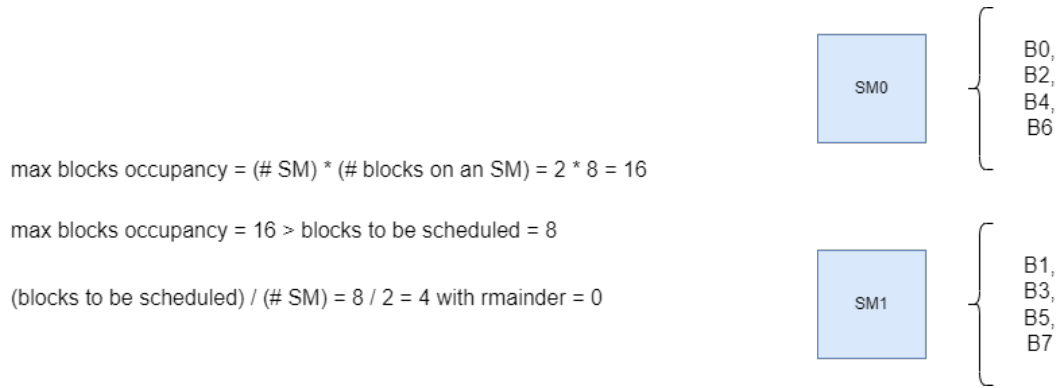 max blocks occupancy = (# SM) * (# blocks on an SM) = 2 * 8 = 16
max blocks occupancy = 16 > blocks to be scheduled = 8
(blocks to be scheduled) / (# SM) = 8 / 2 = 4 with rmainder = 0
SM0
B0,
B2,
B4,
B6
SM1
B1,
B3,
B5,
B7